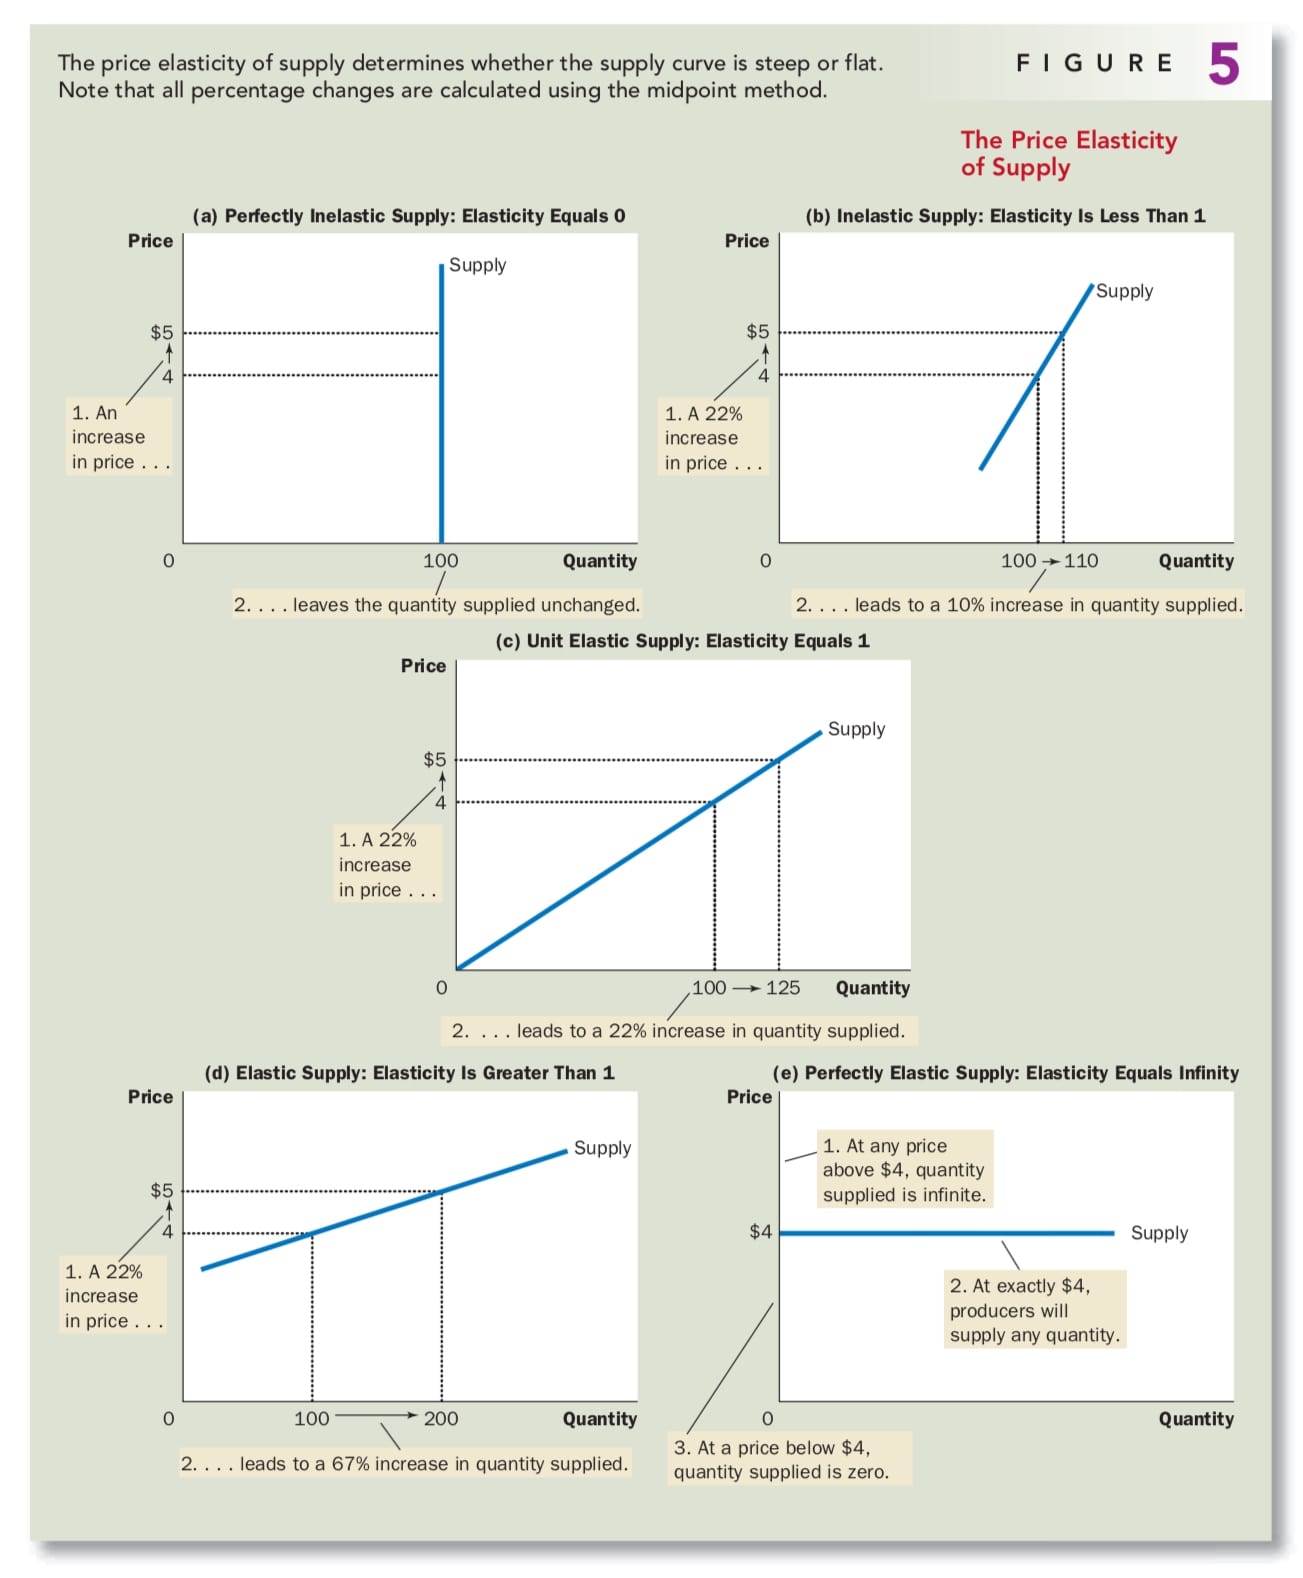 The price elasticity of supply determines whether the supply curve is steep or flat.
Note that all percentage changes are calculated using the midpoint method.
FIGURE 5
The Price Elasticity
of Supply
(a) Perfectly Inelastic Supply: Elasticity Equals 0
Price
Supply
$5
4
1. An
increase
in price . . .
0
100
Quantity
2. . . . leaves the quantity supplied unchanged.
(b) Inelastic Supply: Elasticity Is Less Than 1
Price
Supply
$5
4
1. A 22%
increase
in price . . .
0
100 → 110
Quantity
2. . . . leads to a 10% increase in quantity supplied.
(c) Unit Elastic Supply: Elasticity Equals 1
Price
Supply
$5
4
1. A 22%
increase
in price . . .
0
100 → 125
Quantity
2. . . . leads to a 22% increase in quantity supplied.
(d) Elastic Supply: Elasticity Is Greater Than 1
Price
Supply
$5
4
1. A 22%
increase
in price . . .
0
100 → 200
Quantity
2. . . . leads to a 67% increase in quantity supplied.
(e) Perfectly Elastic Supply: Elasticity Equals Infinity
Price
1. At any price
above $4, quantity
supplied is infinite.
$4
Supply
2. At exactly $4,
producers will
supply any quantity.
0
Quantity
3. At a price below $4,
quantity supplied is zero.